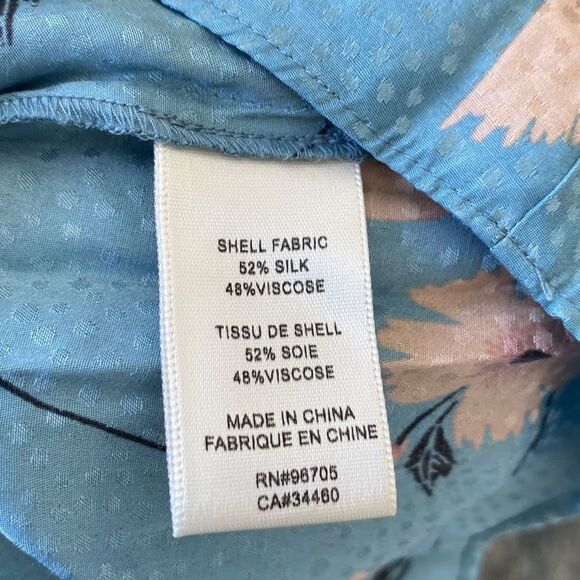 SHELL FABRIC
52% SILK
48%VISCOSE
TISSU DE SHELL
52% SOIE
48%VISCOSE
MADE IN CHINA
FABRIQUE EN CHINE
RN#96705
CA#34460